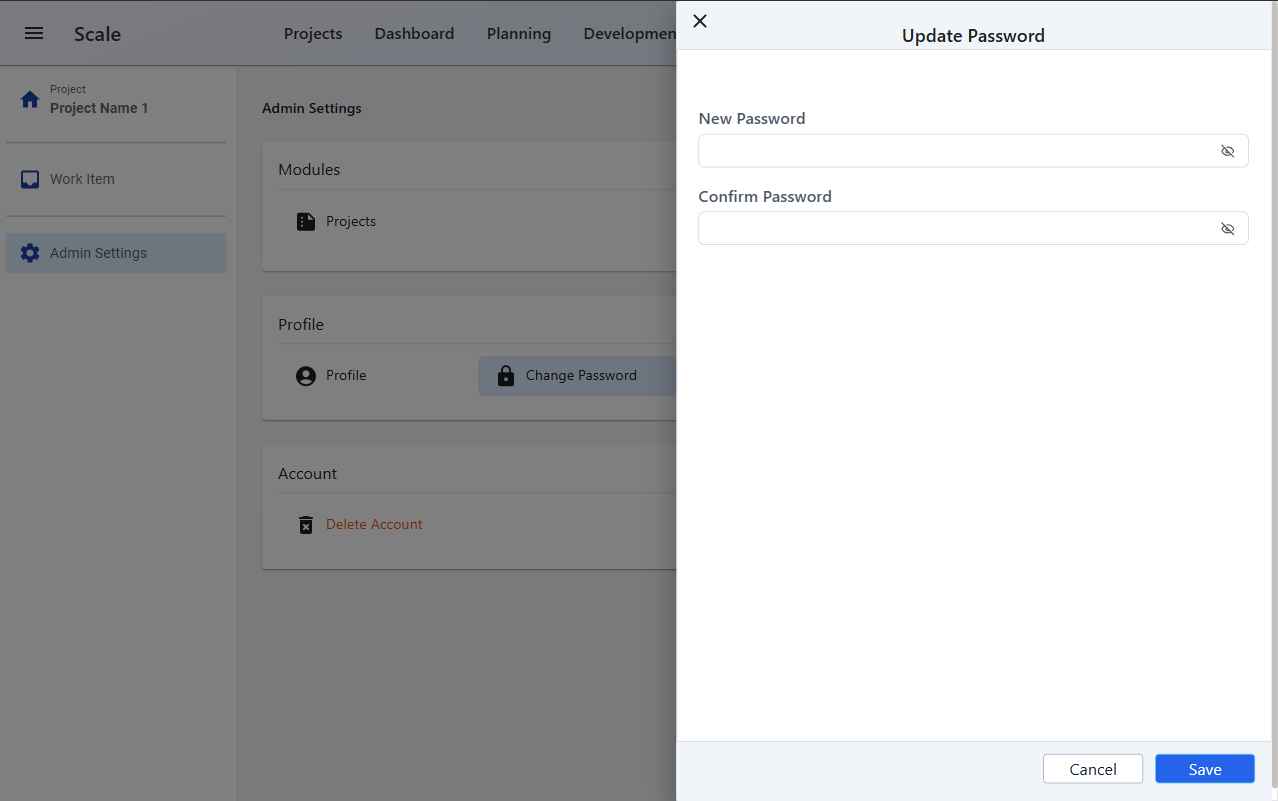 Scale
Projects Dashboard Planning Developmen
Project
Project Name 1
Work Item
Admin Settings
Admin Settings
Modules
Projects
Profile
Profile Change Password
Account
Delete Account
Update Password
New Password
Confirm Password
Cancel Save